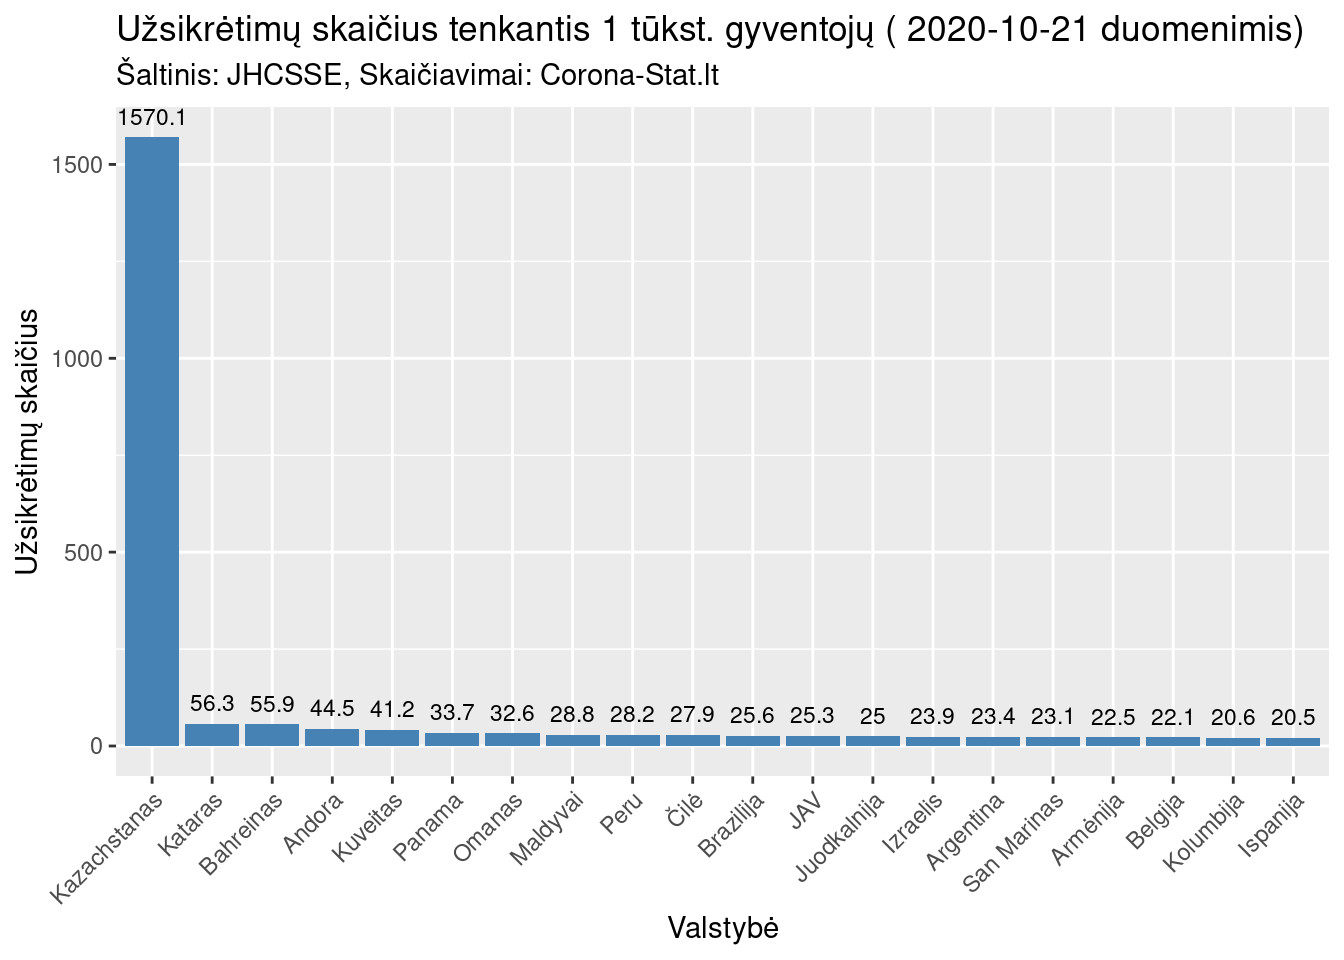 Užsikrėtimų skaičius tenkantis 1 tūkst. gyventojų ( 2020-10-21 duomenimis)
Šaltinis: JHCSSE, Skaičiavimai: Corona-Stat.lt
Užsikrėtimų skaičius
1500
1000
500
0
1570.1
56.3
55.9
44.5
41.2
33.7
32.6
28.8
28.2
27.9
25.6
25.3
25
23.9
23.4
23.1
22.5
22.1
20.6
20.5
Kazachstanas
Kataras
Bahreinas
Andora
Kuveitas
Panama
Omanas
Maldyvai
Peru
Čilė
Brazilija
JAV
Juodkalnija
Izraelis
Argentina
San Marinas
Armėnija
Belgija
Kolumbija
Ispanija
Valstybė